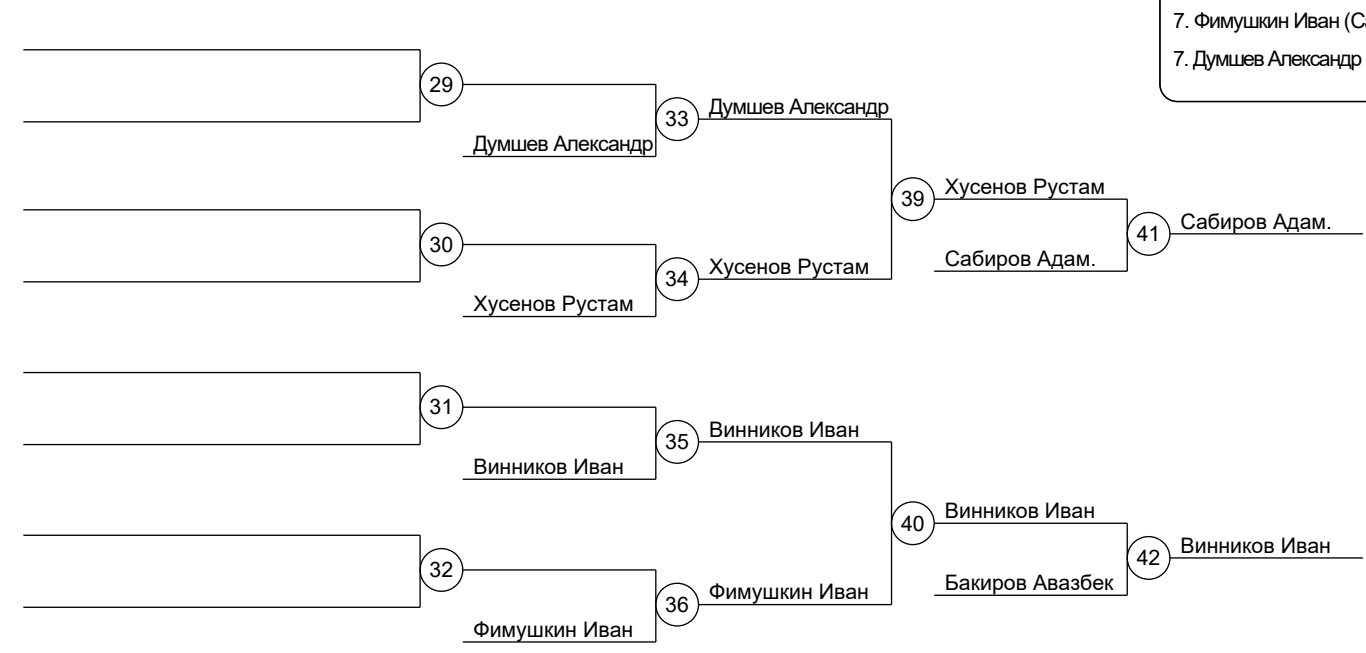 7. Фимушкин Иван (Са
7. Думшев Александр
29
33
Думшев Александр
Думшев Александр
39
Хусенов Рустам
41
Сабиров Адам.
30
Сабиров Адам.
34
Хусенов Рустам
Хусенов Рустам
31
35
Винников Иван
Винников Иван
40
Винников Иван
42
Винников Иван
32
Бакиров Авазбек
36
Фимушкин Иван
Фимушкин Иван